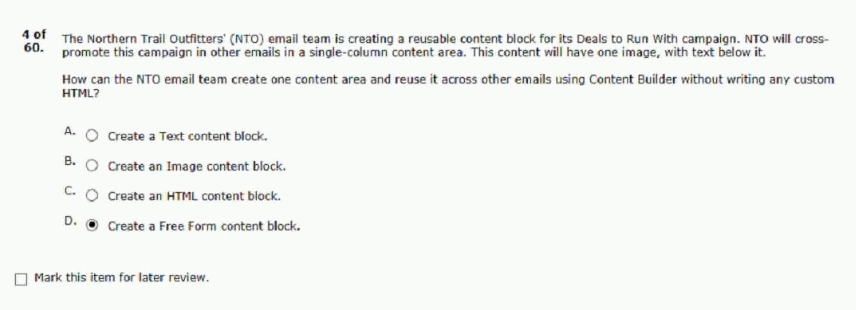 4 of
60.
The Northern Trail Outfitters' (NTO) email team is creating a reusable content block for its Deals to Run With campaign. NTO will cross-
promote this campaign in other emails in a single-column content area. This content will have one image, with text below it.
How can the NTO email team create one content area and reuse it across other emails using Content Builder without writing any custom
HTML?
A. Create a Text content block.
B. Create an Image content block.
C. Create an HTML content block.
D. Create a Free Form content block.
Mark this item for later review.